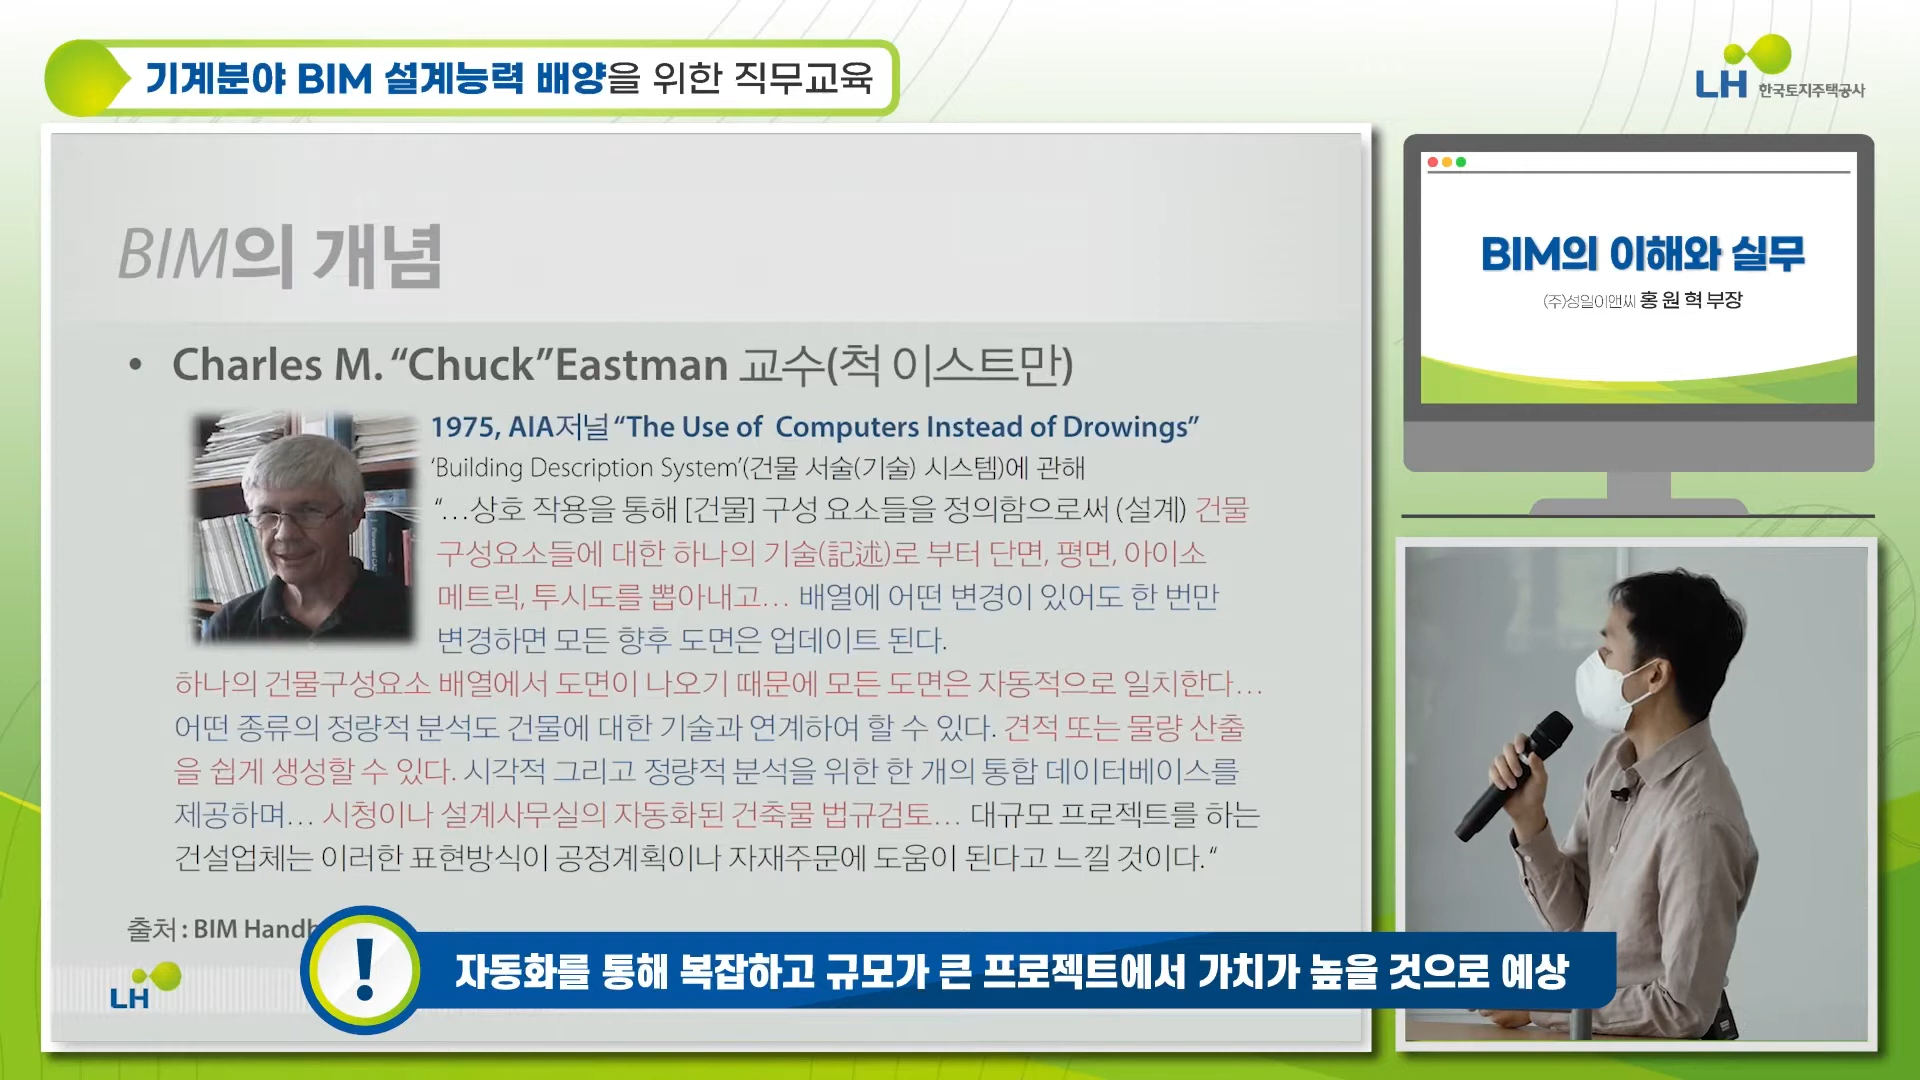 기계분야 BIM 설계능력 배양을 위한 직무교육
LH 한국토지주택공사
BIM의 개념
• Charles M. “Chuck”Eastman 교수(척 이스트만)
1975, AIA저널 “The Use of Computers Instead of Drowings”
‘Building Description System’(건물 서술(기술) 시스템)에 관해
“…상호 작용을 통해 [건물] 구성 요소들을 정의함으로써 (설계) 건물
구성요소들에 대한 하나의 기술(記述)로 부터 단면, 평면, 아이소
메트릭, 투시도를 뽑아내고… 배열에 어떤 변경이 있어도 한 번만
변경하면 모든 향후 도면은 업데이트 된다.
하나의 건물구성요소 배열에서 도면이 나오기 때문에 모든 도면은 자동적으로 일치한다…
어떤 종류의 정량적 분석도 건물에 대한 기술과 연계하여 할 수 있다. 견적 또는 물량 산출
을 쉽게 생성할 수 있다. 시각적 그리고 정량적 분석을 위한 한 개의 통합 데이터베이스를
제공하며… 시청이나 설계사무실의 자동화된 건축물 법규검토… 대규모 프로젝트를 하는
건설업체는 이러한 표현방식이 공정계획이나 자재주문에 도움이 된다고 느낄 것이다.“
출처 : BIM Handb
LH
! 자동화를 통해 복잡하고 규모가 큰 프로젝트에서 가치가 높을 것으로 예상
BIM의 이해와 실무
(주)성일이앤씨 홍 원 혁 부장